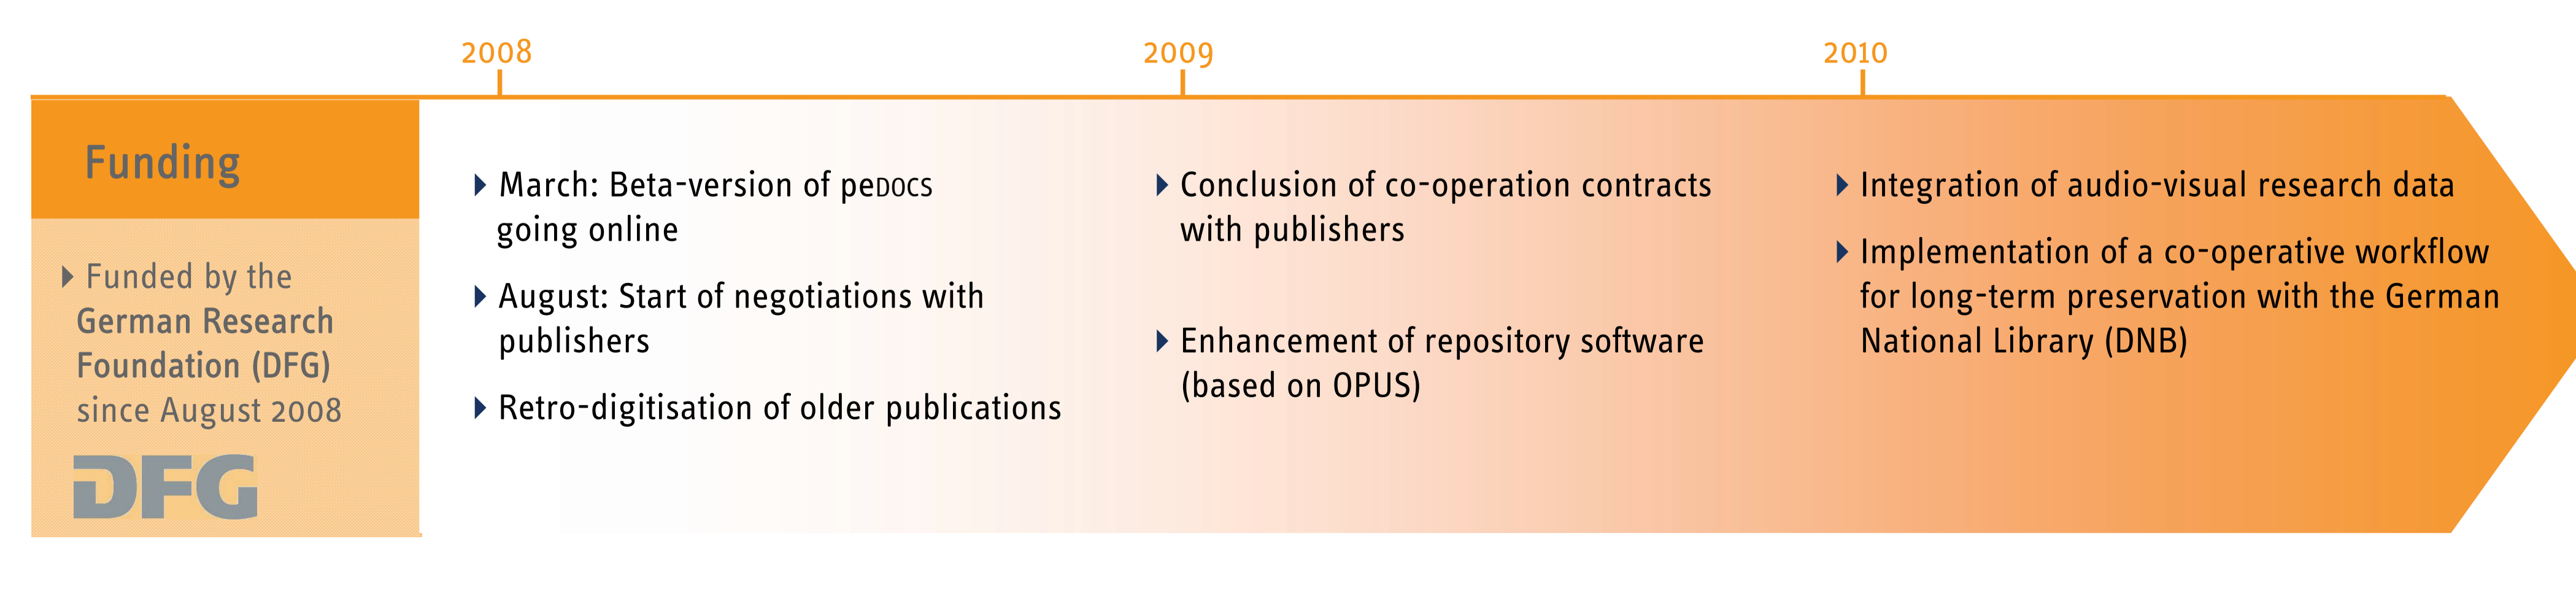 2008
2009
2010
Funding
Funded by the
German Research
Foundation (DFG)
since August 2008
DFG
March: Beta-version of peDOCS
going online
August: Start of negotiations with
publishers
Retro-digitisation of older publications
Conclusion of co-operation contracts
with publishers
Enhancement of repository software
(based on OPUS)
Integration of audio-visual research data
Implementation of a co-operative workflow
for long-term preservation with the German
National Library (DNB)